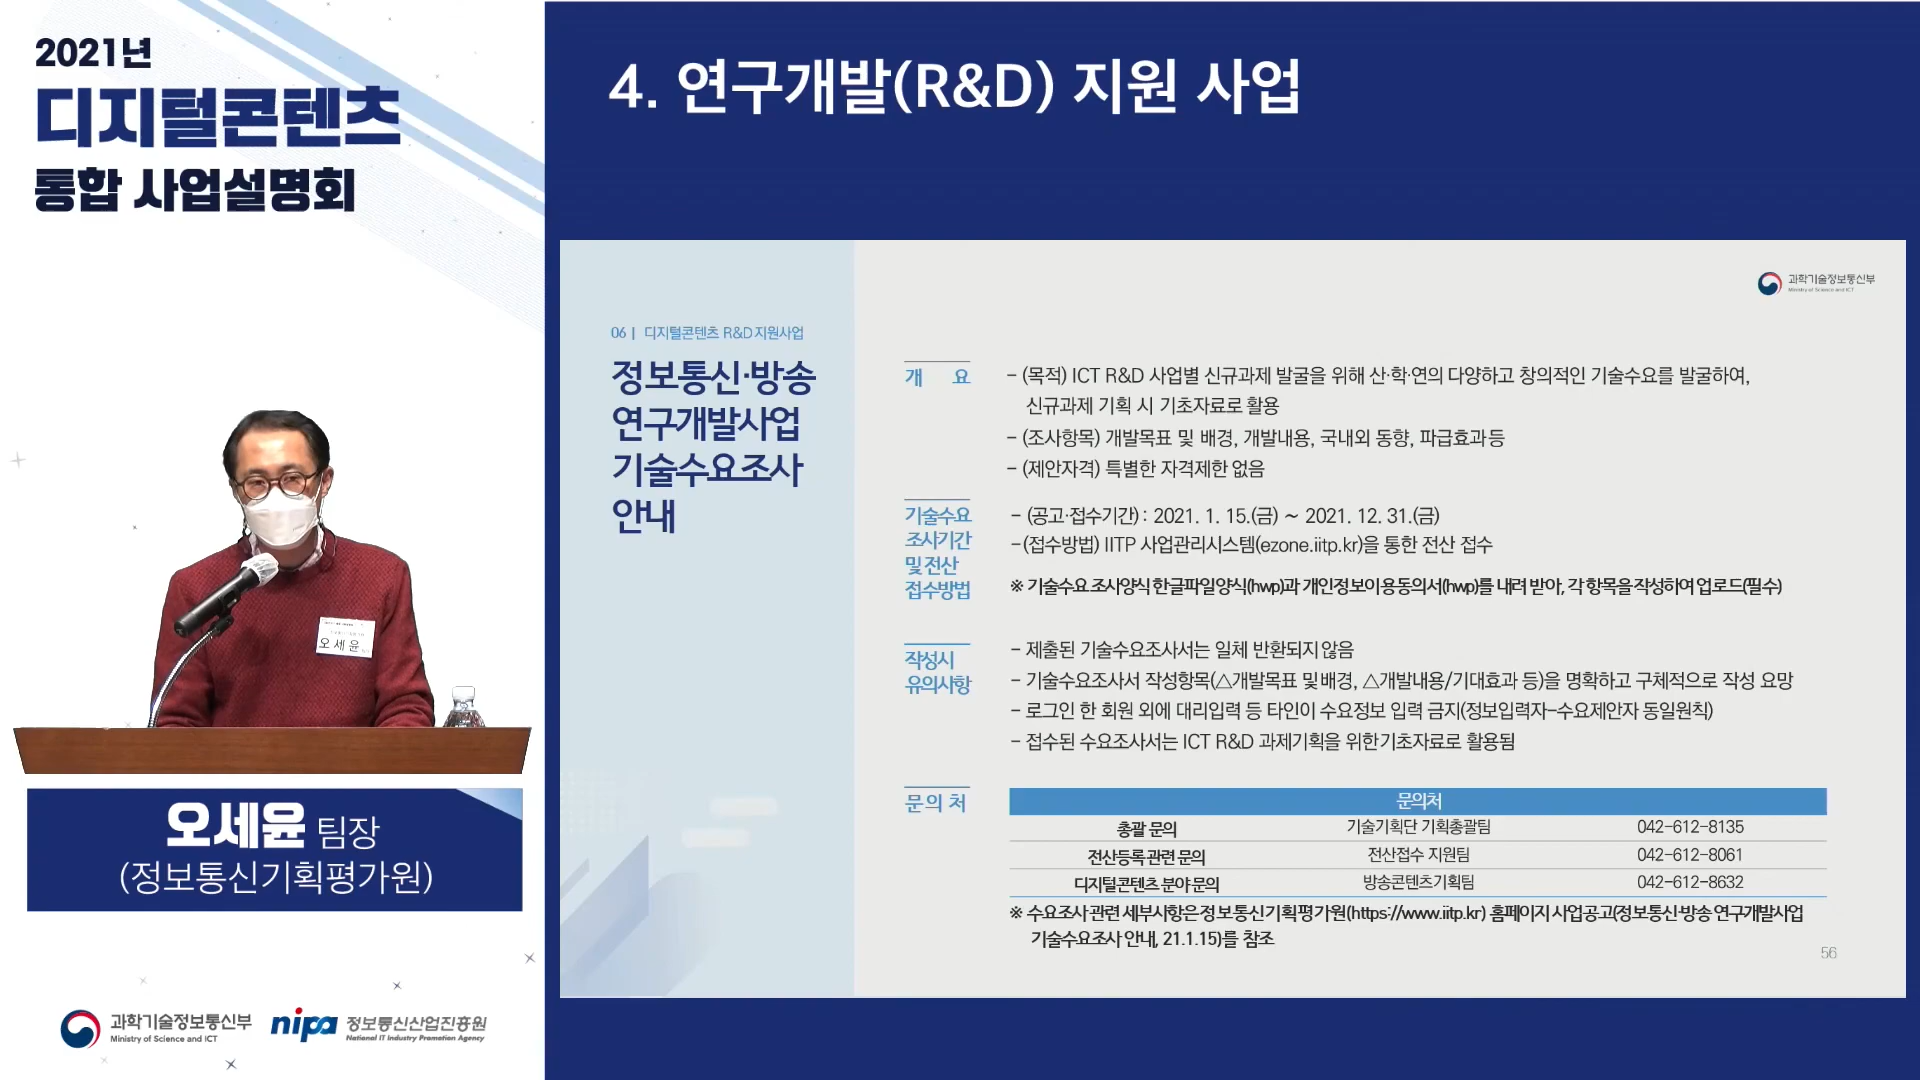 2021년
디지털콘텐츠
통합 사업설명회
오 세 윤
오세윤 팀장
(정보통신기획평가원)
과학기술정보통신부
Ministry of Science and ICT
nipa 정보통신산업진흥원
National IT Industry Promotion Agency
4. 연구개발(R&D) 지원 사업
과학기술정보통신부
Ministry of Science and ICT
06 | 디지털콘텐츠 R&D 지원사업
정보통신·방송
연구개발사업
기술수요조사
안내
개 요
- (목적) ICT R&D 사업별 신규과제 발굴을 위해 산·학·연의 다양하고 창의적인 기술수요를 발굴하여,
신규과제 기획 시 기초자료로 활용
- (조사항목) 개발목표 및 배경, 개발내용, 국내외 동향, 파급효과 등
- (제안자격) 특별한 자격제한 없음
기술수요
조사기간
및 전산
접수방법
- (공고·접수기간) : 2021. 1. 15.(금) ~ 2021. 12. 31.(금)
- (접수방법) IITP 사업관리시스템(ezone.iitp.kr)을 통한 전산 접수
※ 기술수요 조사양식 한글파일 양식(hwp)과 개인정보이용동의서(hwp)를 내려 받아, 각 항목을 작성하여 업로드(필수)
작성시
유의사항
- 제출된 기술수요조사서는 일체 반환되지 않음
- 기술수요조사서 작성항목(△개발목표 및 배경, △개발내용/기대효과 등)을 명확하고 구체적으로 작성 요망
- 로그인 한 회원 외에 대리입력 등 타인이 수요정보 입력 금지(정보입력자-수요제안자 동일원칙)
- 접수된 수요조사서는 ICT R&D 과제기획을 위한 기초자료로 활용됨
문 의 처
문의처
총괄 문의 기술기획단 기획총괄팀 042-612-8135
전산등록 관련 문의 전산접수 지원팀 042-612-8061
디지털콘텐츠 분야 문의 방송콘텐츠기획팀 042-612-8632
※ 수요조사 관련 세부사항은 정보통신기획평가원(https://www.iitp.kr) 홈페이지 사업공고(정보통신·방송 연구개발사업
기술수요조사 안내, 21.1.15)를 참조
56